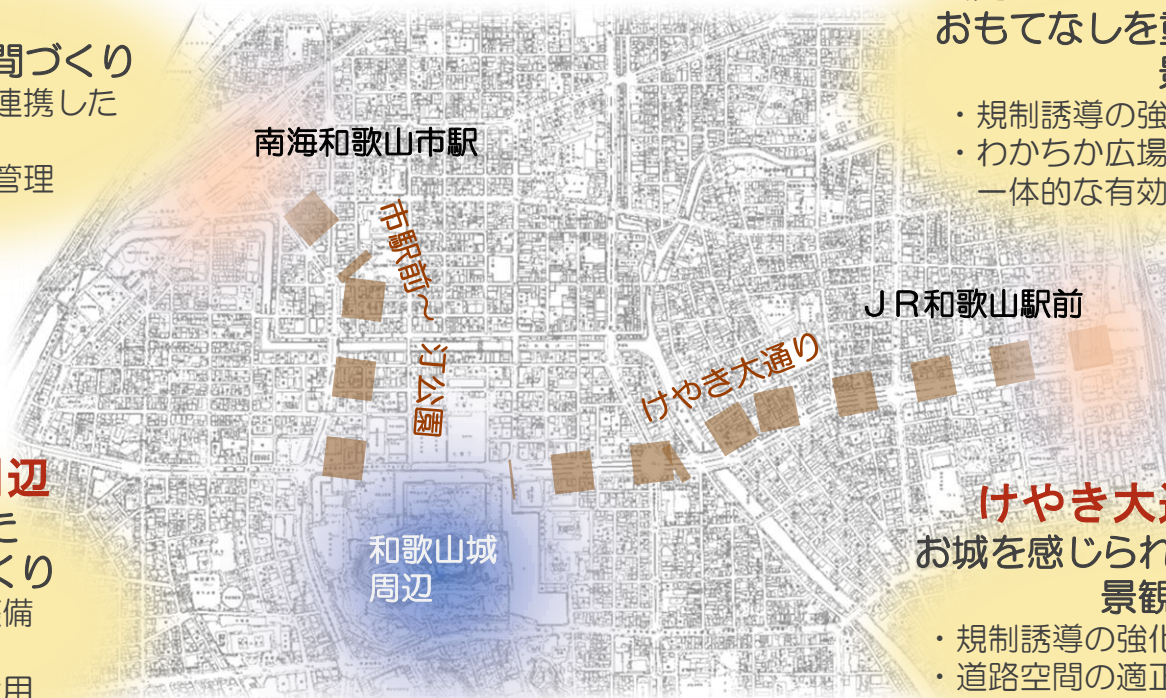 間づくり
連携した
管理
おもてなしを
・規制誘導の強
・わかちか広場
一体的な有効
南海和歌山市駅
市駅前～汀公園
JR和歌山駅前
けやき大通り
和歌山城
周辺
辺
た
くり
備
用
けやき大
お城を感じられ
景観
・規制誘導の強化
・道路空間の適正